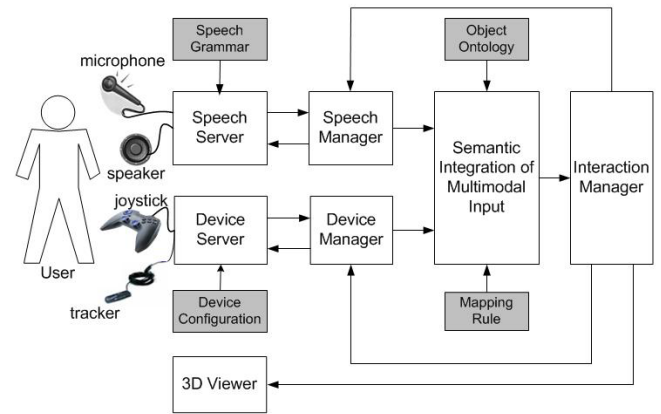 Speech
Grammar
Object
Ontology
microphone
Speech
Server
Speech
Manager
Semantic
Integration of
Multimodal
Input
Interaction
Manager
speaker
joystick
Device
Server
Device
Manager
User
tracker
Device
Configuration
Mapping
Rule
3D Viewer